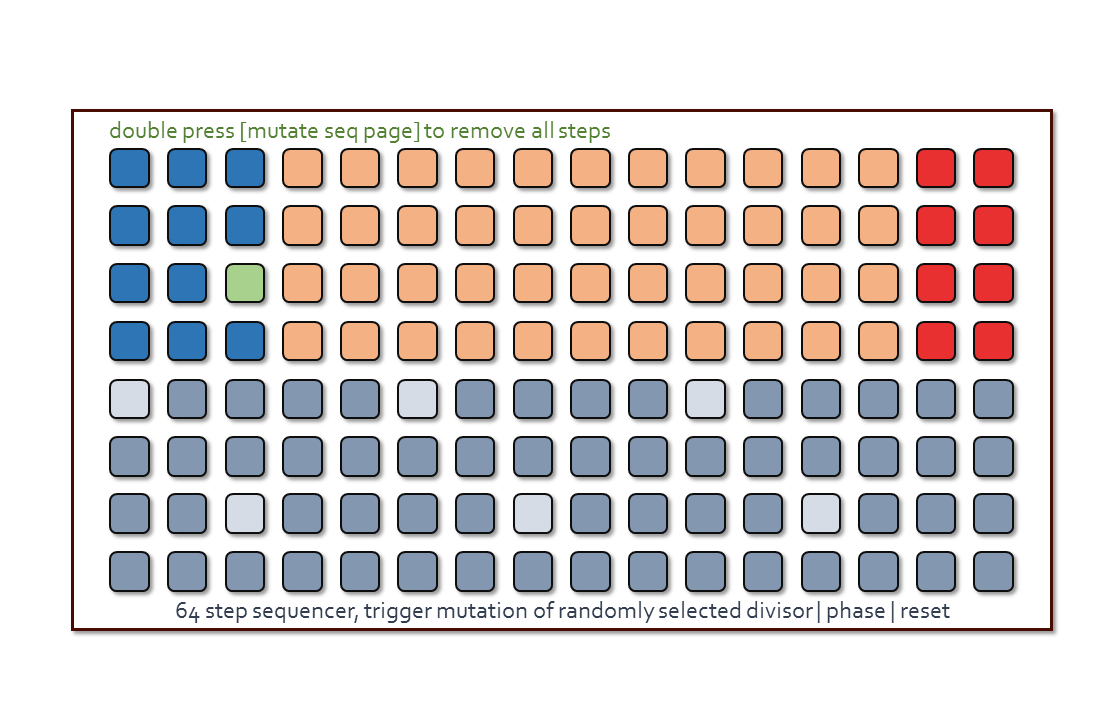 double press [mutate seq page] to remove all steps
64 step sequencer, trigger mutation of randomly selected divisor | phase | reset